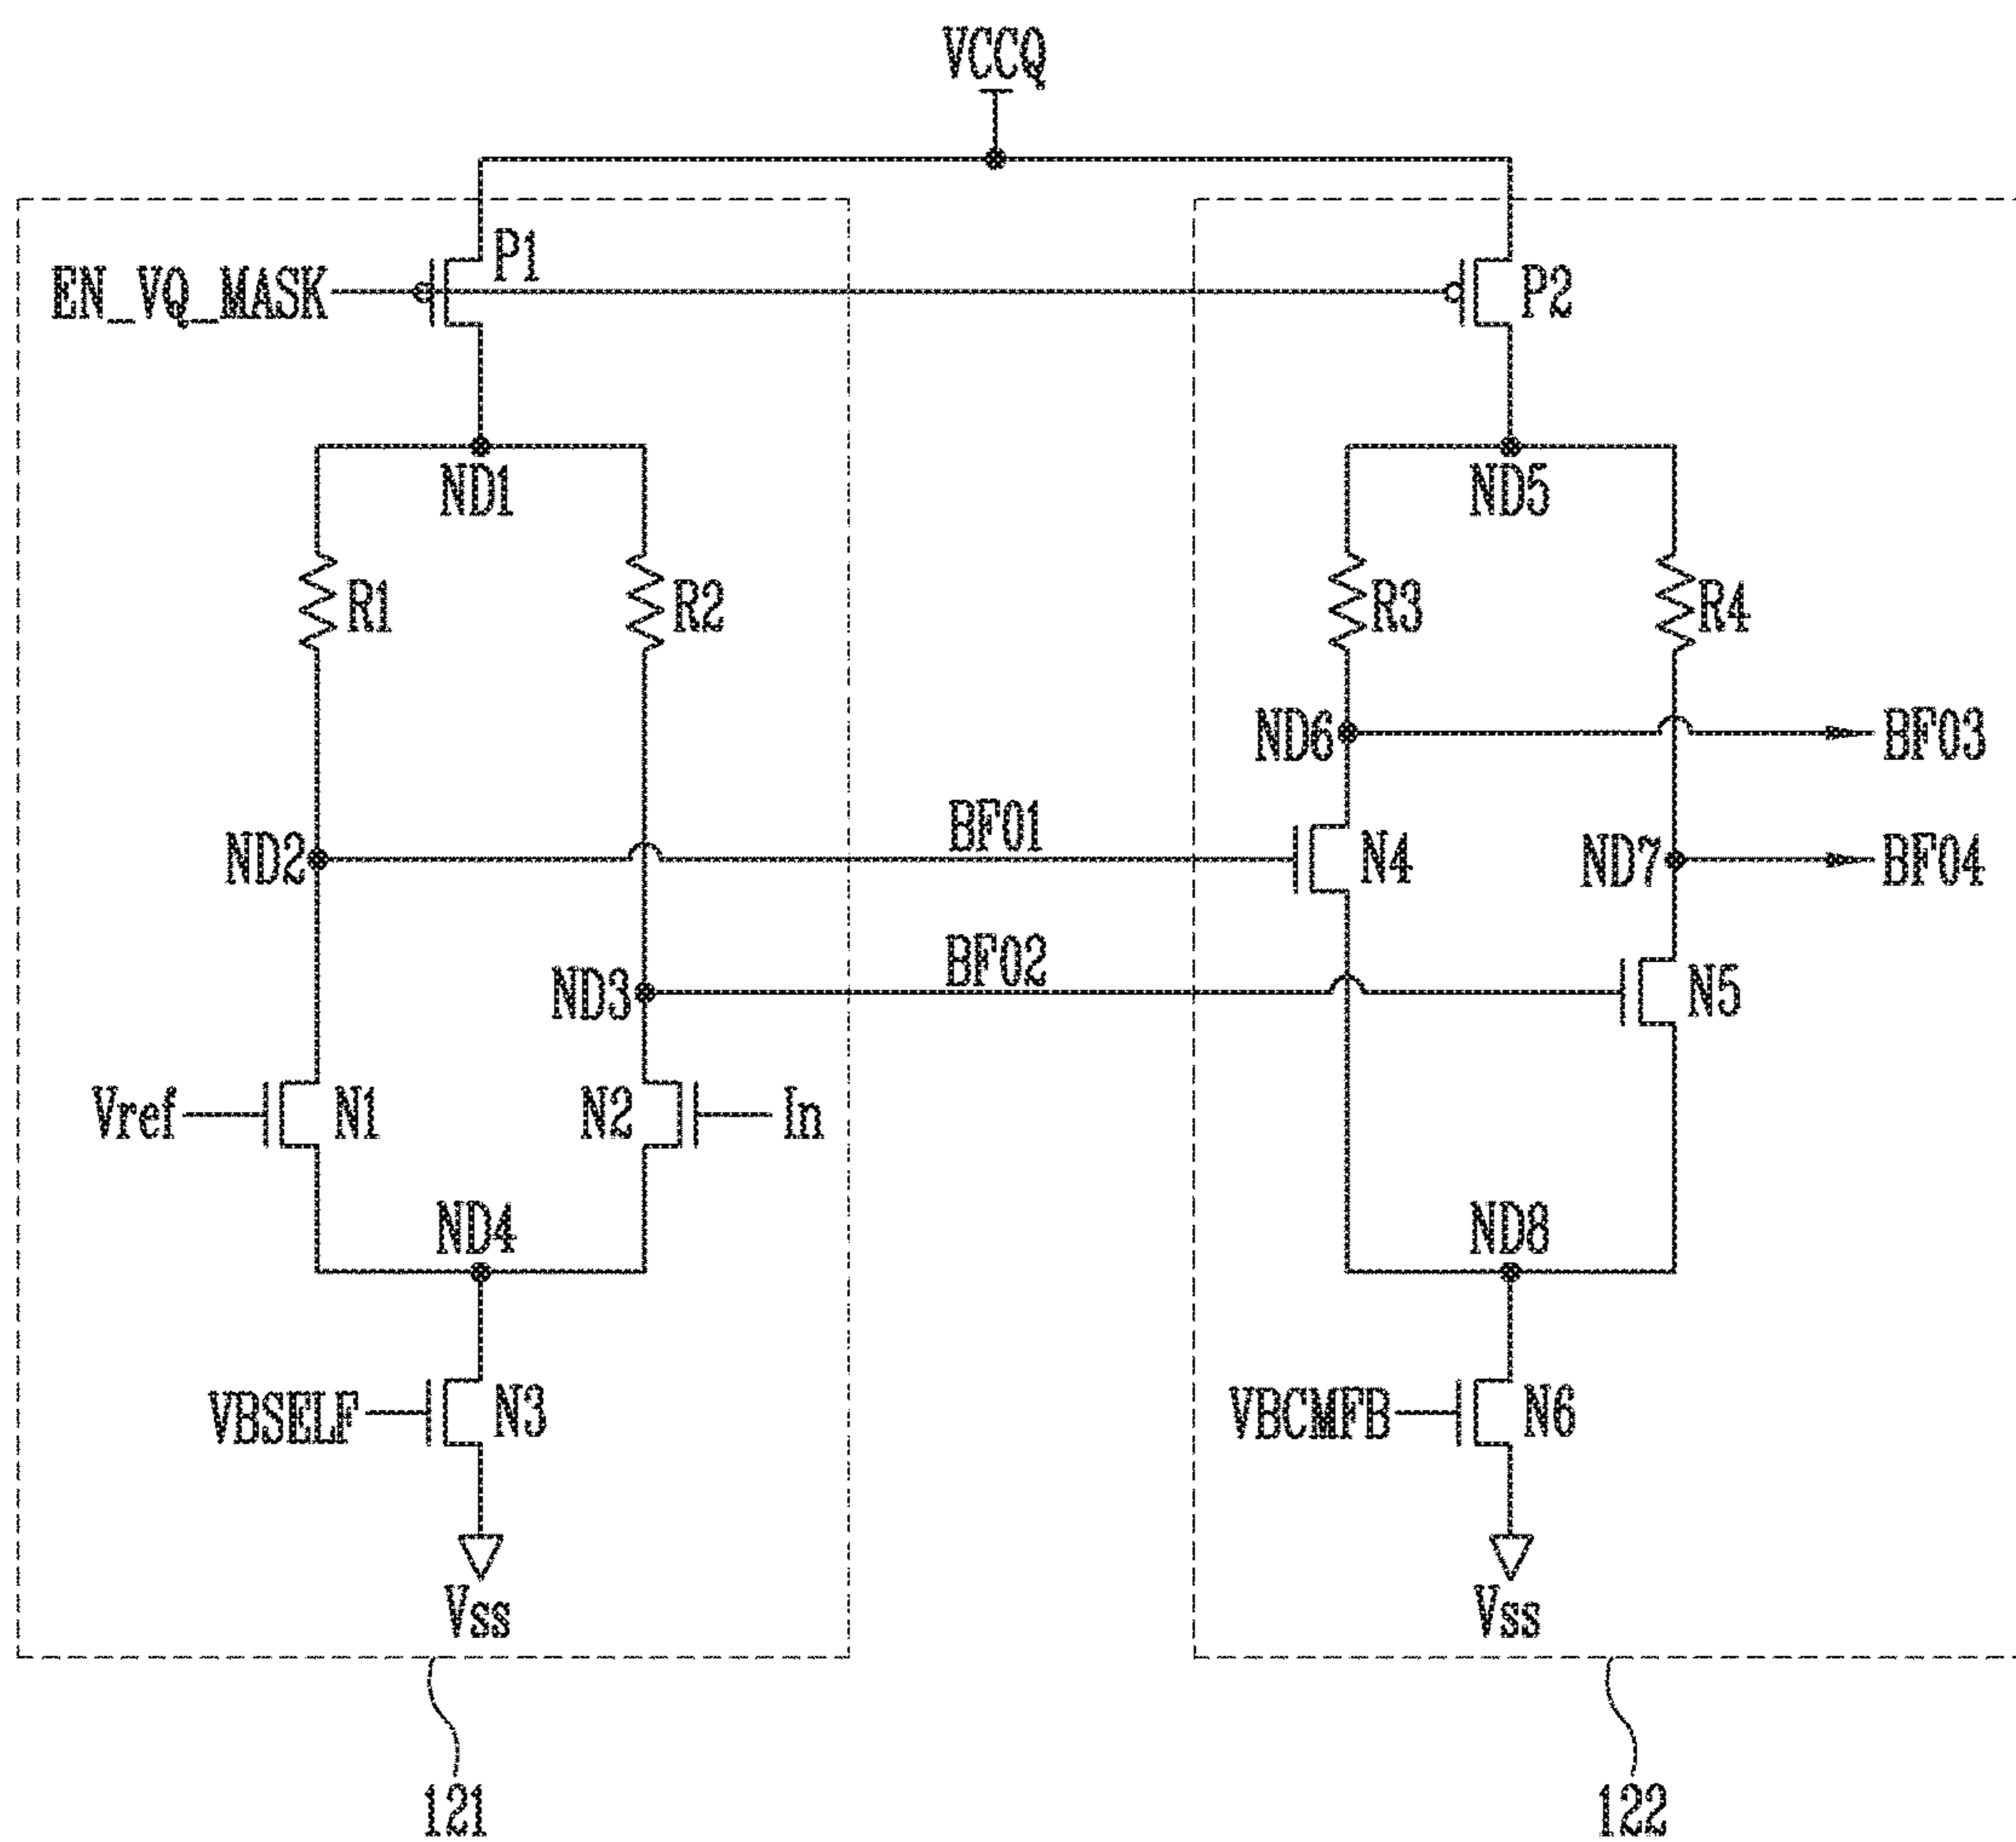 VCCQ
EN_VQ_MASK
P1
P2
ND1
ND5
R1
R2
R3
R4
ND6
BF03
ND2
BF01
N4
ND7
BF04
ND3
BF02
N5
Vref
N1
N2
In
ND4
ND8
VBSELF
N3
VBCMFB
N6
Vss
Vss
121
122